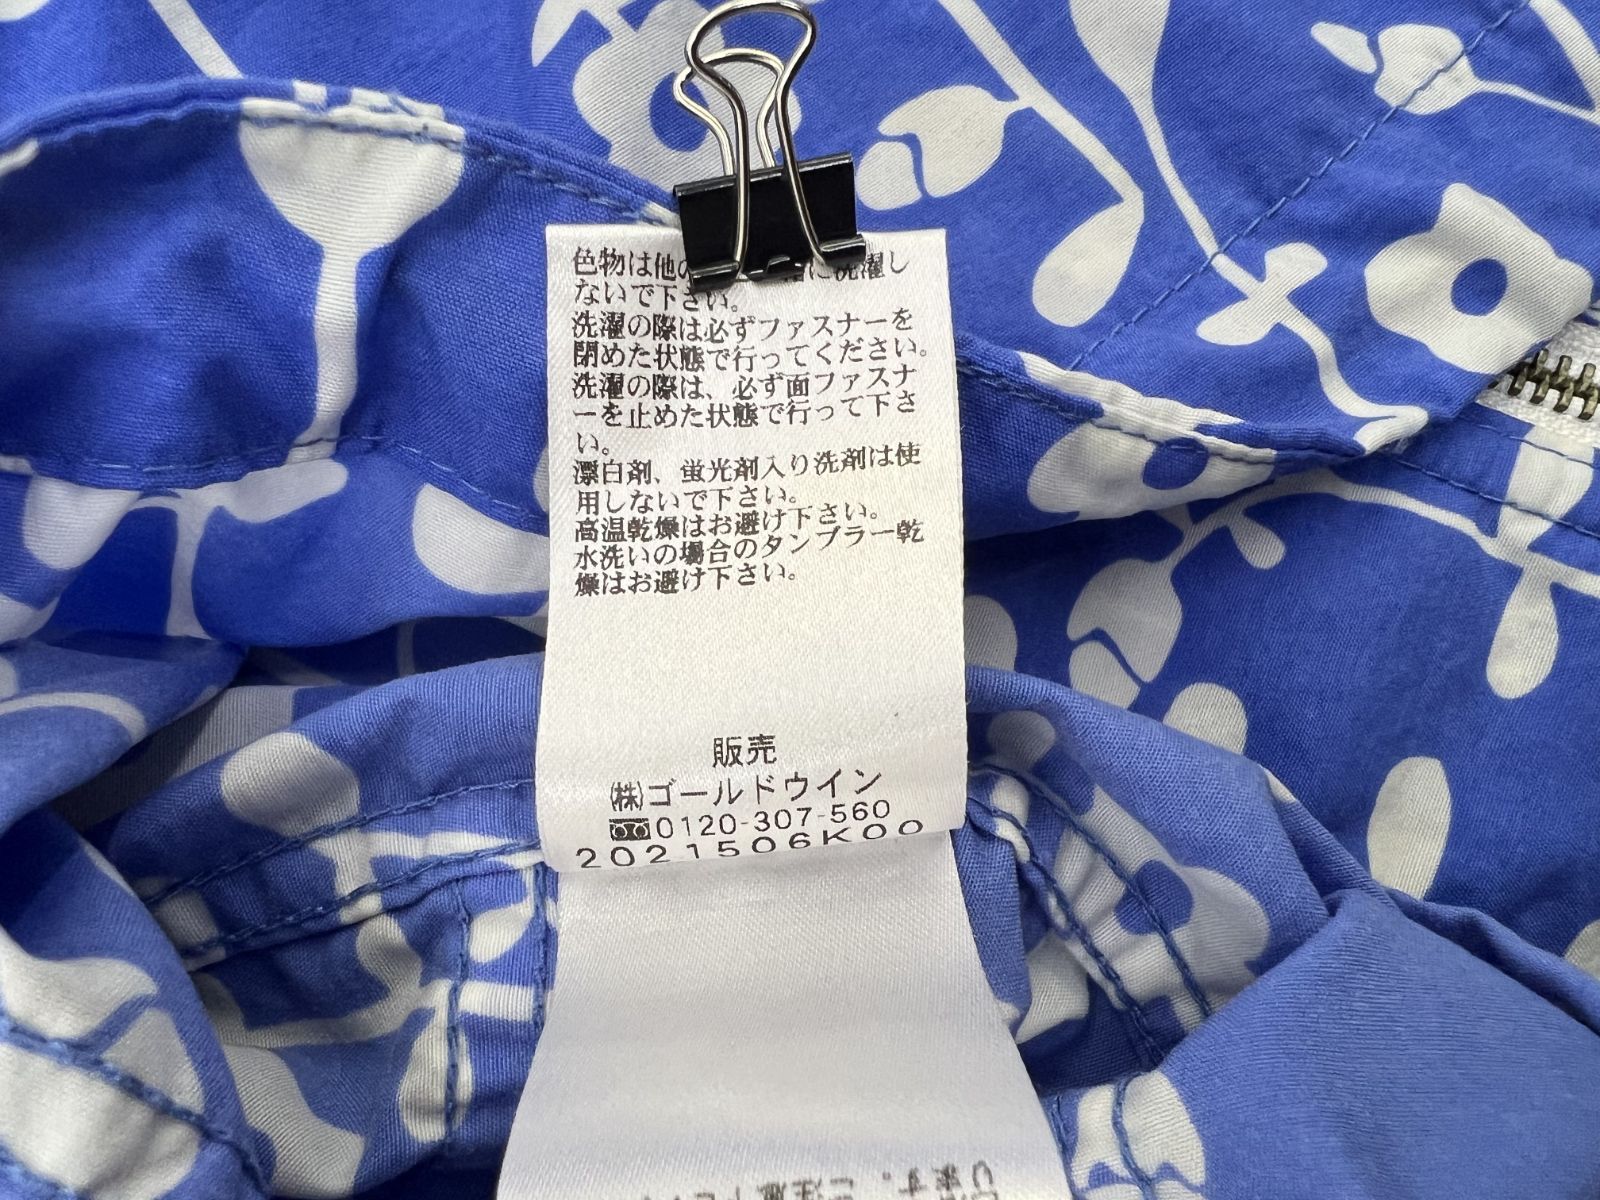 色物は他の に洗濯し
ないで下さい。
洗濯の際は必ずファスナーを
閉めた状態で行ってください。
洗濯の際は、必ず面ファスナ
ーを止めた状態で行って下さ
い。
漂白剤、蛍光剤入り洗剤は使
用しないで下さい。
高温乾燥はお避け下さい。
水洗いの場合のタンブラー乾
燥はお避け下さい。
販売
㈱ゴールドウイン
0120-307-560
2021506K00